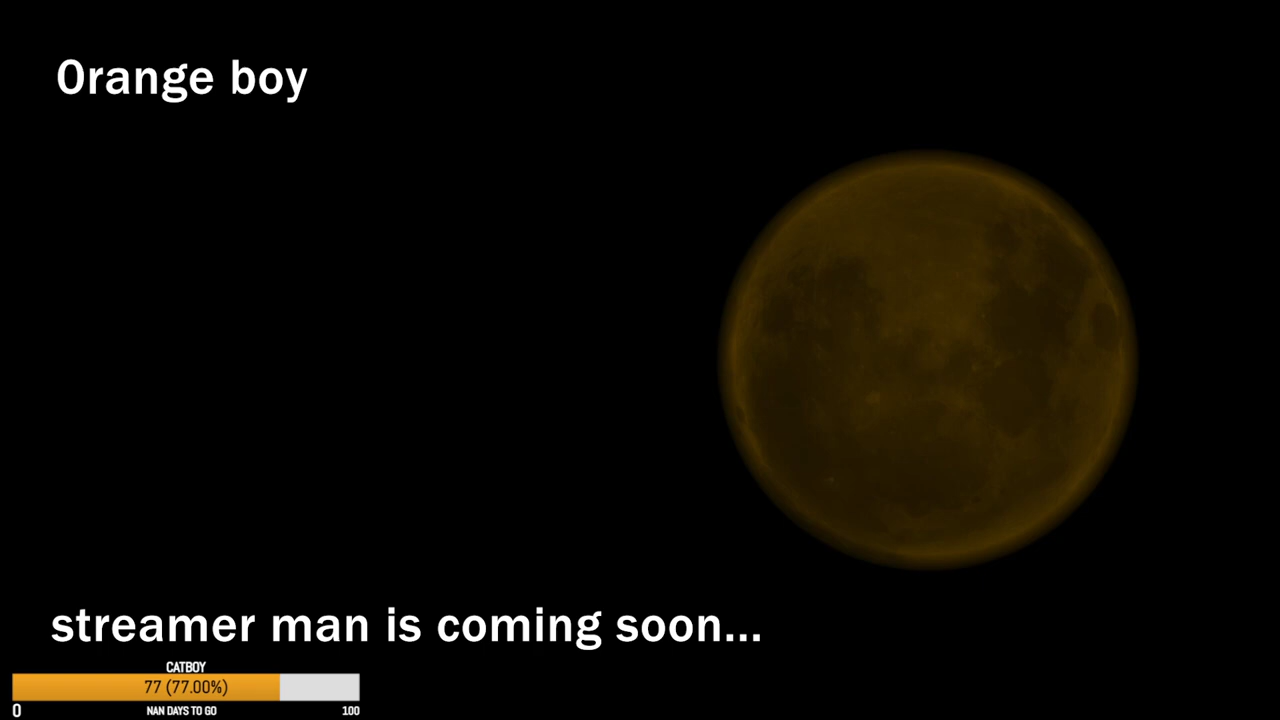 Orange boy
streamer man is coming soon...
CATBOY
77 (77.00%)
0 NAN DAYS TO GO 100